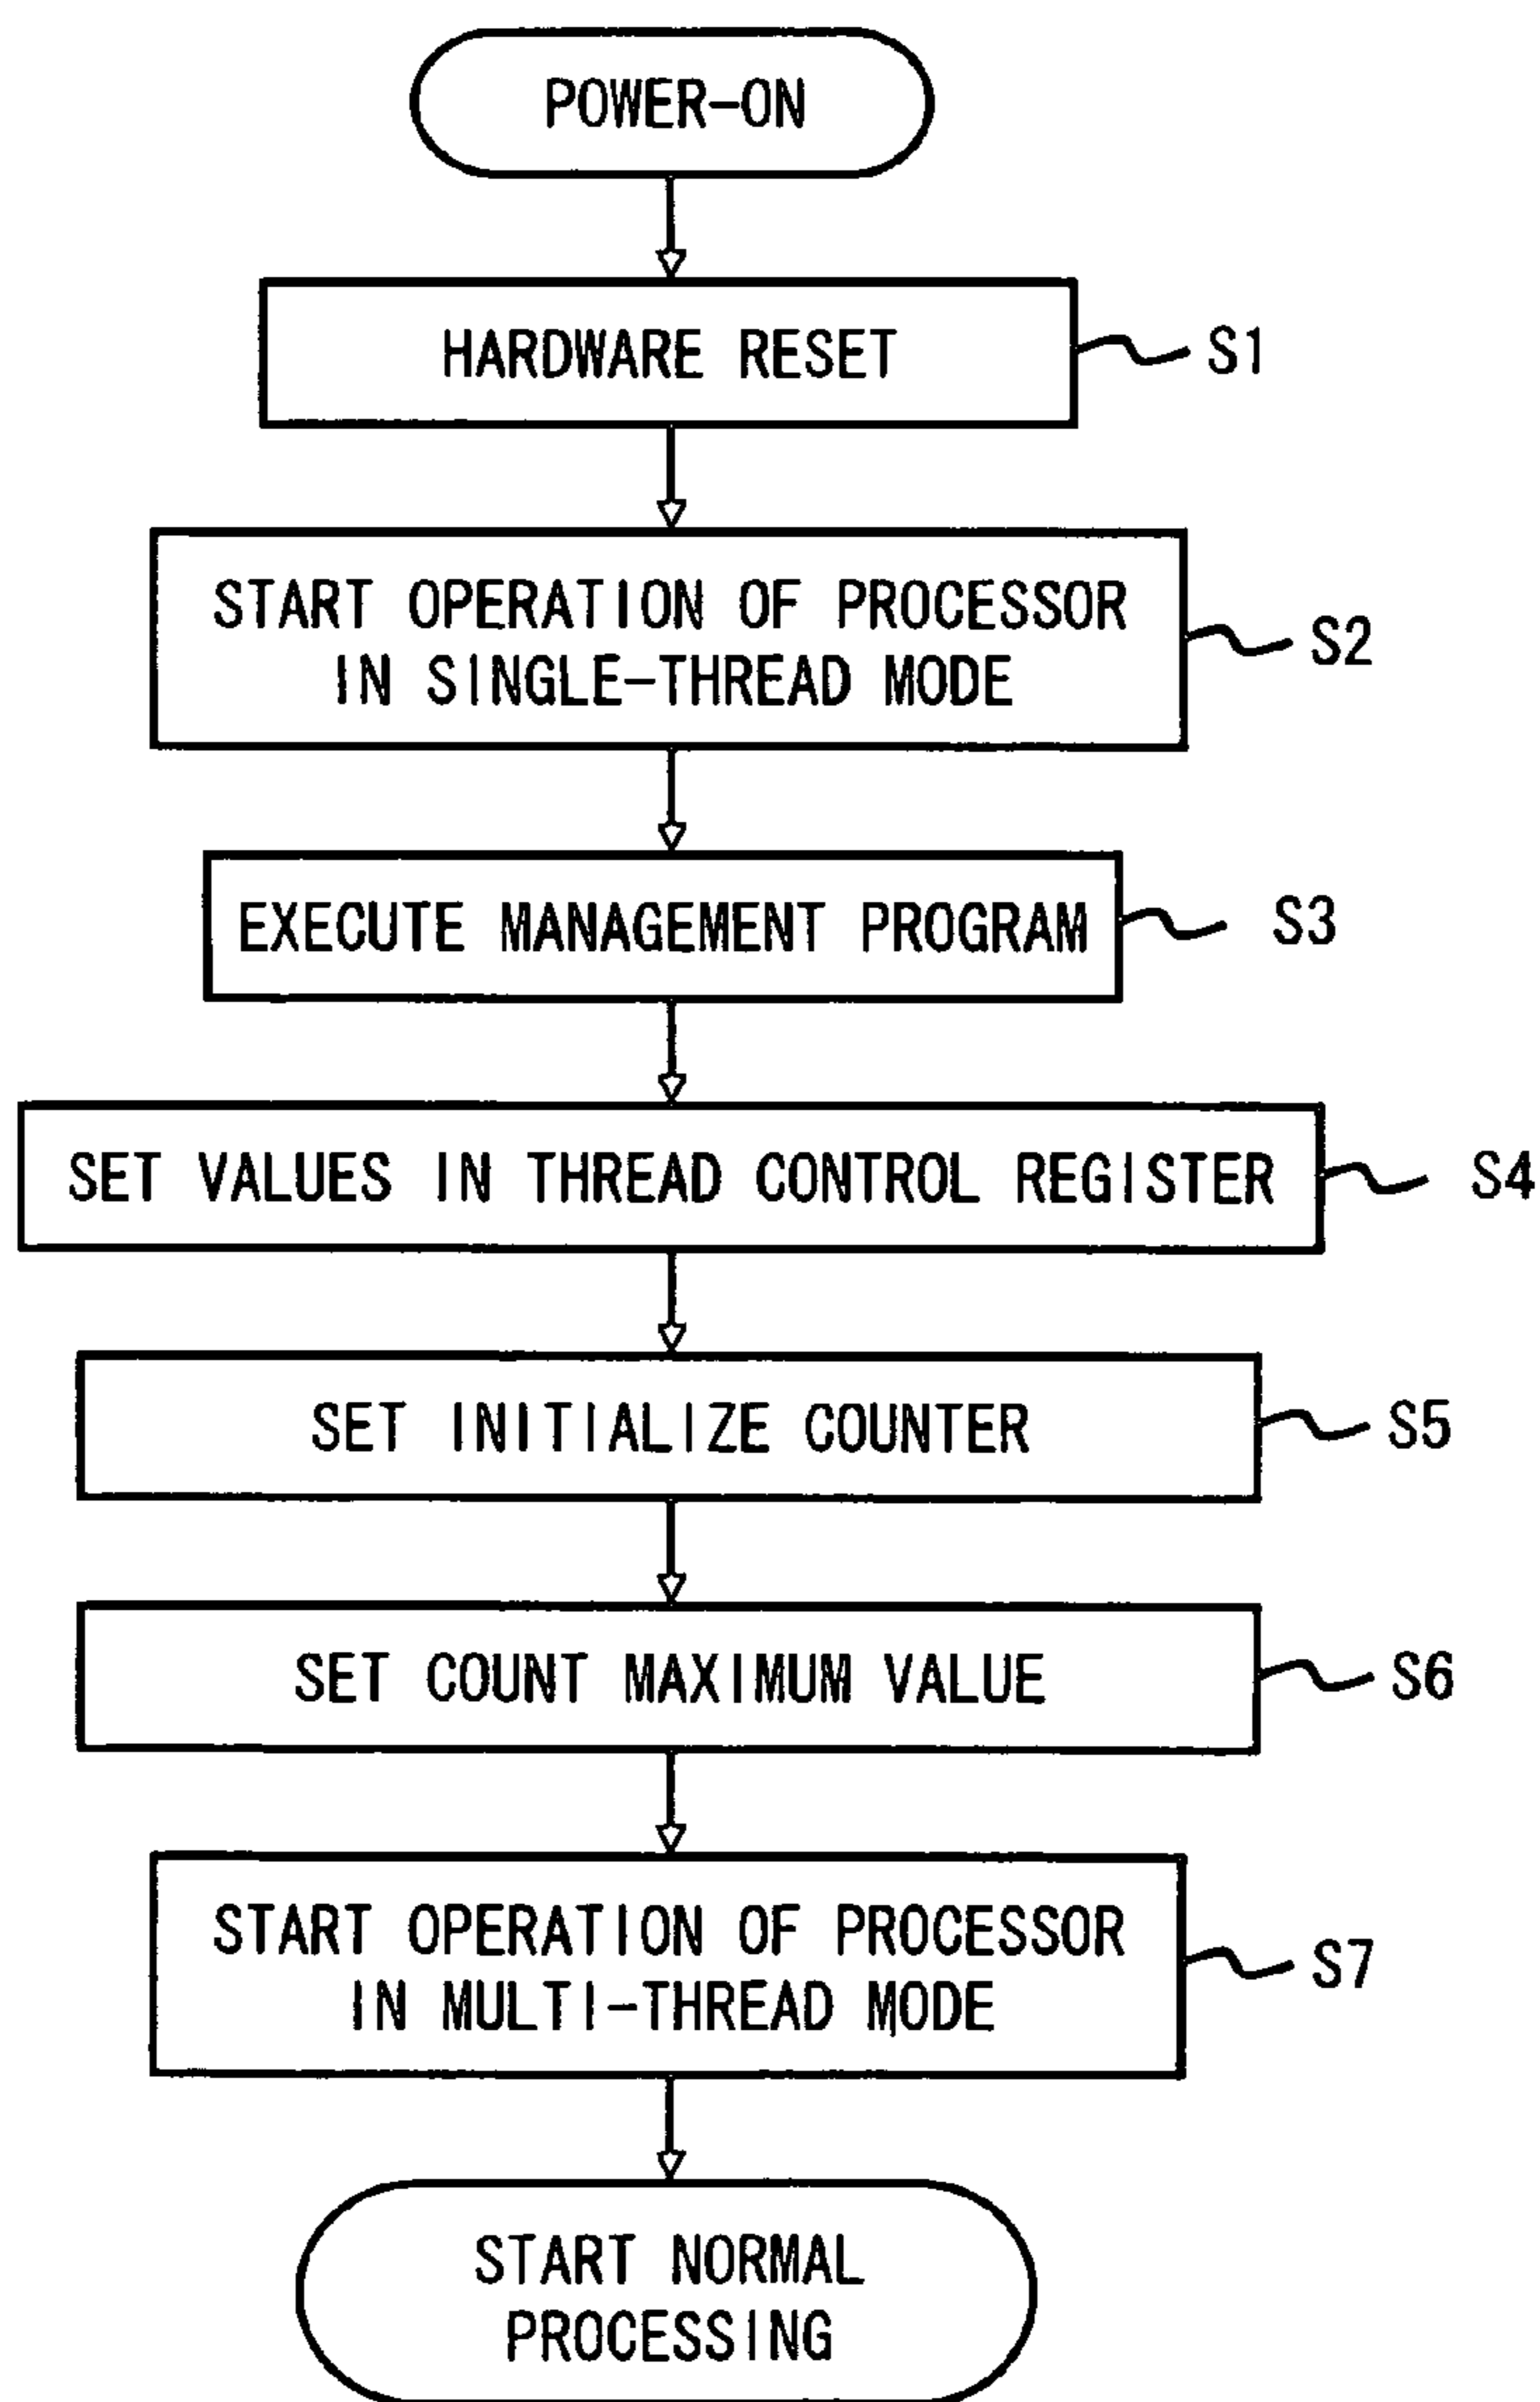 POWER-ON
HARDWARE RESET
S1
START OPERATION OF PROCESSOR
IN SINGLE-THREAD MODE
S2
EXECUTE MANAGEMENT PROGRAM
S3
SET VALUES IN THREAD CONTROL REGISTER
S4
SET INITIALIZE COUNTER
S5
SET COUNT MAXIMUM VALUE
S6
START OPERATION OF PROCESSOR
IN MULTI-THREAD MODE
S7
START NORMAL
PROCESSING